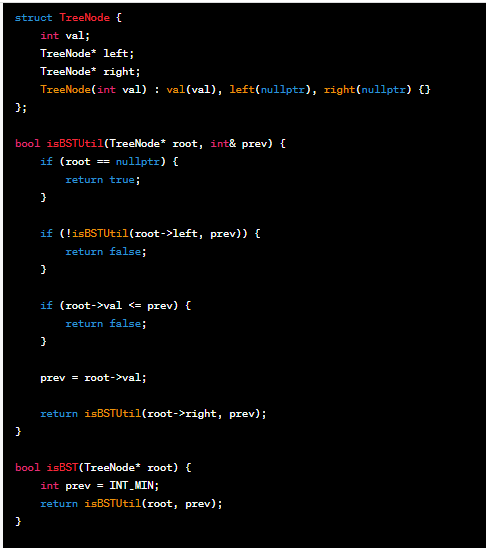 struct TreeNode {
    int val;
    TreeNode* left;
    TreeNode* right;
    TreeNode(int val) : val(val), left(nullptr), right(nullptr) {}
};

bool isBSTUtil(TreeNode* root, int& prev) {
    if (root == nullptr) {
        return true;
    }

    if (!isBSTUtil(root->left, prev)) {
        return false;
    }

    if (root->val <= prev) {
        return false;
    }

    prev = root->val;

    return isBSTUtil(root->right, prev);
}

bool isBST(TreeNode* root) {
    int prev = INT_MIN;
    return isBSTUtil(root, prev);
}